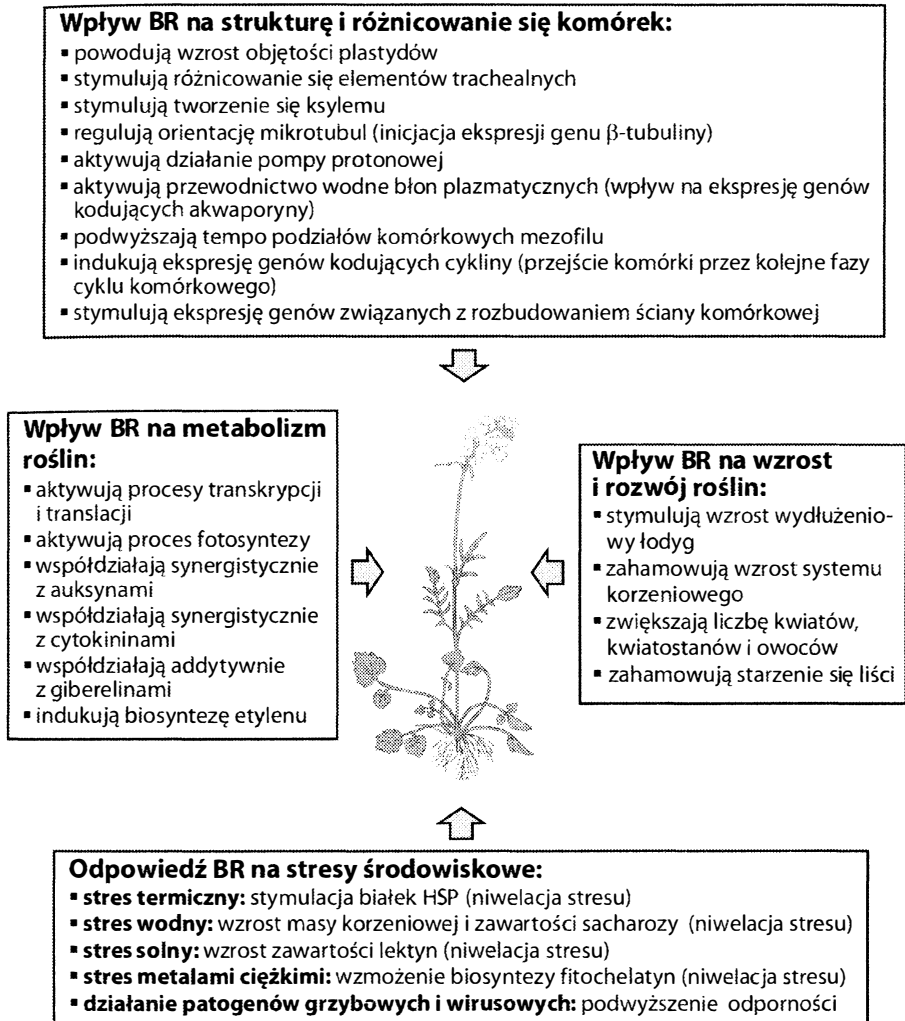 Wpływ BR na strukturę i różnicowanie się komórek:
▪ powodują wzrost objętości plastydów
▪ stymulują różnicowanie się elementów trachealnych
▪ stymulują tworzenie się ksylemu
▪ regulują orientację mikrotubul (inicjacja ekspresji genu β-tubuliny)
▪ aktywują działanie pompy protonowej
▪ aktywują przewodnictwo wodne błon plazmatycznych (wpływ na ekspresję genów
kodujących akwaporyny)
▪ podwyższają tempo podziałów komórkowych mezofilu
▪ indukują ekspresję genów kodujących cykliny (przejście komórki przez kolejne fazy
cyklu komórkowego)
▪ stymulują ekspresję genów związanych z rozbudowaniem ściany komórkowej
Wpływ BR na metabolizm
roślin:
▪ aktywują procesy transkrypcji
i translacji
▪ aktywują proces fotosyntezy
▪ współdziałają synergistycznie
z auksynami
▪ współdziałają synergistycznie
z cytokininami
▪ współdziałają addytywnie
z giberelinami
▪ indukują biosyntezę etylenu
Wpływ BR na wzrost
i rozwój roślin:
▪ stymulują wzrost wydłużenio-
wy łodyg
▪ zahamowują wzrost systemu
korzeniowego
▪ zwiększają liczbę kwiatów,
kwiatostanów i owoców
▪ zahamowują starzenie się liści
Odpowiedź BR na stresy środowiskowe:
▪ stres termiczny: stymulacja białek HSP (niwelacja stresu)
▪ stres wodny: wzrost masy korzeniowej i zawartości sacharozy (niwelacja stresu)
▪ stres solny: wzrost zawartości lektyn (niwelacja stresu)
▪ stres metalami ciężkimi: wzmożenie biosyntezy fitochelatyn (niwelacja stresu)
▪ działanie patogenów grzybowych i wirusowych: podwyższenie odporności